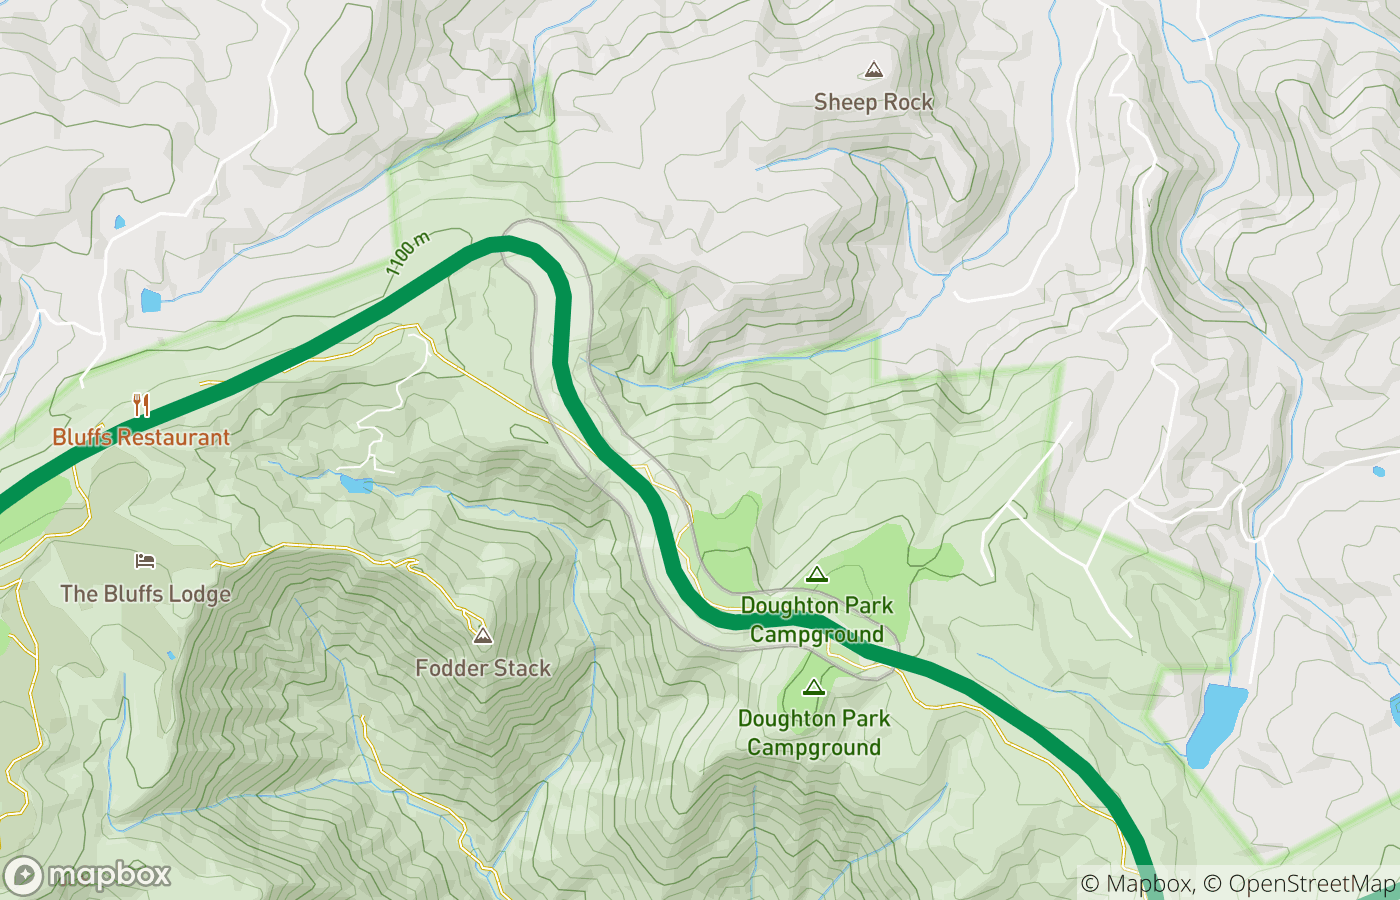 Sheep Rock
1100 m
Bluffs Restaurant
The Bluffs Lodge
Doughton Park
Campground
Fodder Stack
Doughton Park
Campground
mapbox
© Mapbox, © OpenStreetMap